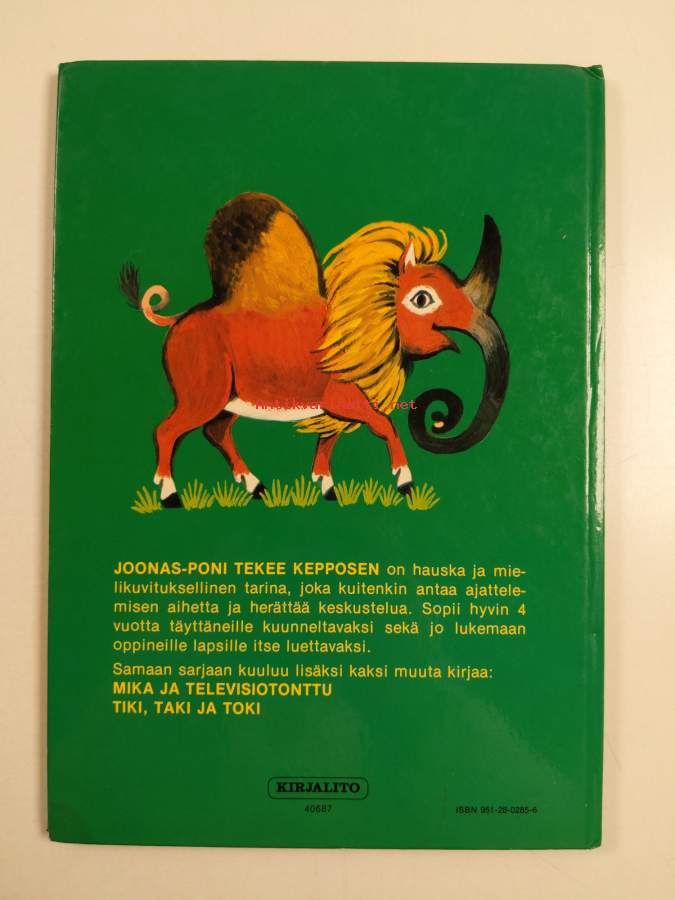 antikvariaatti.net
JOONAS-PONI TEKEE KEPPOSEN on hauska ja mie-
likuvituksellinen tarina, joka kuitenkin antaa ajattele-
misen aihetta ja herättää keskustelua. Sopii hyvin 4
vuotta täyttäneille kuunneltavaksi sekä jo lukemaan
oppineille lapsille itse luettavaksi.
Samaan sarjaan kuuluu lisäksi kaksi muuta kirjaa:
MIKA JA TELEVISIOTONTTU
TIKI, TAKI JA TOKI
KIRJALITO
40687
ISBN 951-28-0285-6